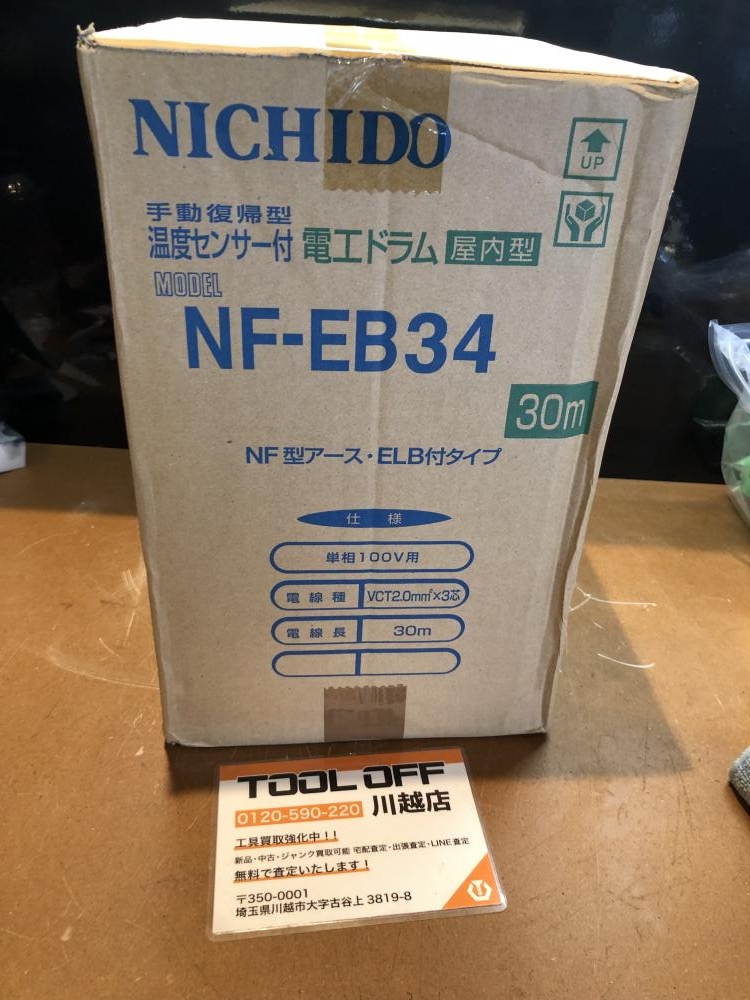 NICHIDO
UP
手動復帰型
温度センサー付 電工ドラム 屋内型
MODEL
NF-EB34
30m
NF型アース・ELB付タイプ
仕様
単相100V用
電線種 VCT2.0mm²×3芯
電線長 30m
TOOL OFF
0120-590-220 川越店
工具買取強化中!!
新品・中古・ジャンク買取可能 宅配査定・出張査定・LINE査定
無料で査定いたします!
〒350-0001
埼玉県川越市大字古谷上 3819-8